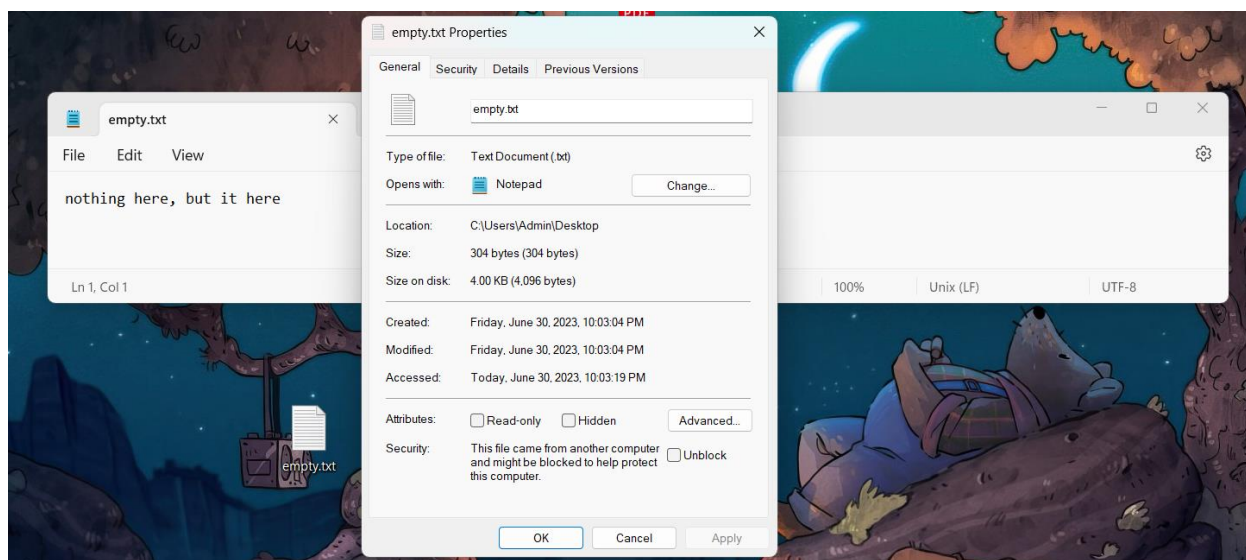 PDF
empty.txt Properties
General Security Details Previous Versions
empty.txt
empty.txt
File Edit View
nothing here, but it here
Type of file: Text Document (.txt)
Opens with: Notepad Change...
Location: C:\Users\Admin\Desktop
Size: 304 bytes (304 bytes)
Size on disk: 4.00 KB (4,096 bytes)
Ln 1, Col 1
100% Unix (LF) UTF-8
Created: Friday, June 30, 2023, 10:03:04 PM
Modified: Friday, June 30, 2023, 10:03:04 PM
Accessed: Today, June 30, 2023, 10:03:19 PM
Attributes: Read-only Hidden Advanced...
Security: This file came from another computer Unblock
and might be blocked to help protect
this computer.
empty.txt
OK Cancel Apply